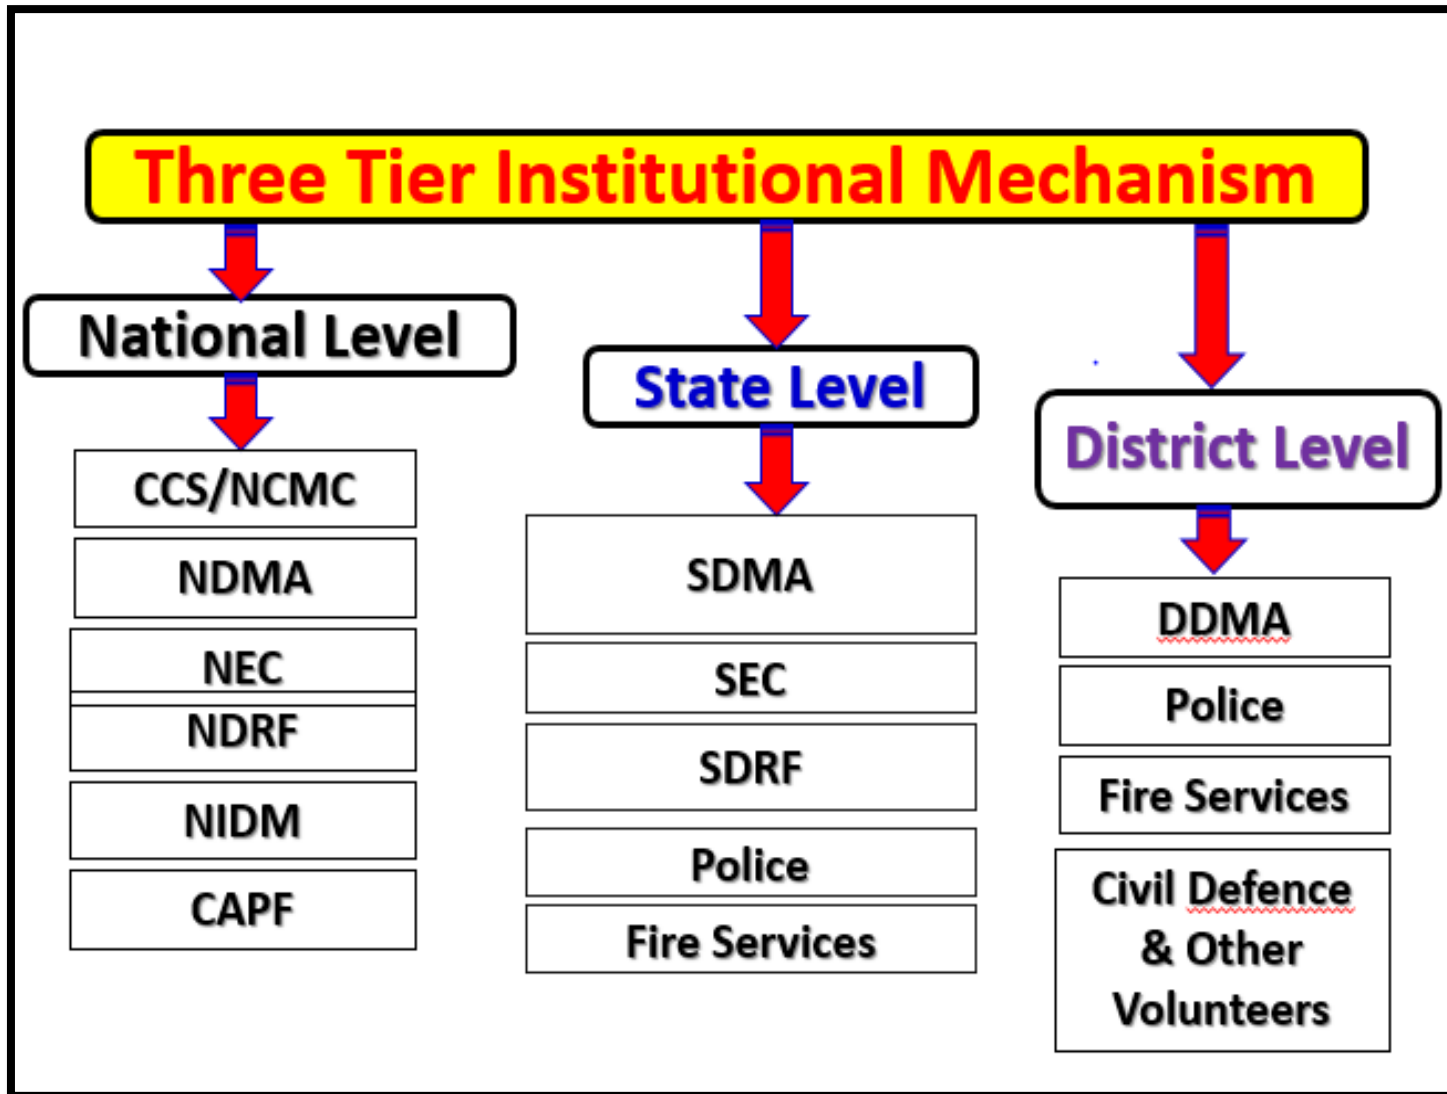 Three Tier Institutional Mechanism
National Level
CCS/NCMC
NDMA
NEC
NDRF
NIDM
CAPF
State Level
SDMA
SEC
SDRF
Police
Fire Services
District Level
DDMA
Police
Fire Services
Civil Defence
& Other
Volunteers